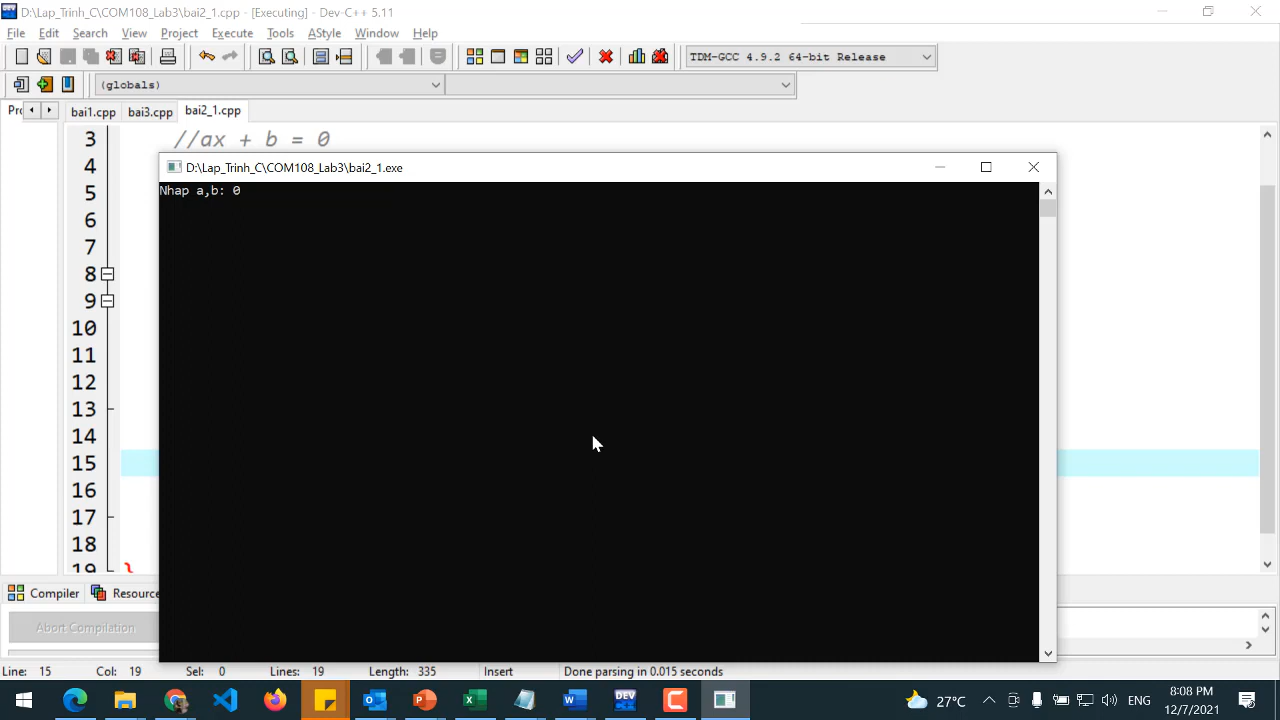 D:\Lap_Trinh_C\COM108_Lab3\bai2_1.cpp - [Executing] - Dev-C++ 5.11
File Edit Search View Project Execute Tools AStyle Window Help
TDM-GCC 4.9.2 64-bit Release
(globals)
Prc bai1.cpp bai3.cpp bai2_1.cpp
3 //ax + b = 0
4
D:\Lap_Trinh_C\COM108_Lab3\bai2_1.exe
Nhap a,b: 0
5
6
7
8
9
10
11
12
13
14
15
16
17
18
19 }
Compiler Resource
Abort Compilation
Line: 15 Col: 19 Sel: 0 Lines: 19 Length: 335 Insert Done parsing in 0.015 seconds
27°C ENG 8:08 PM
12/7/2021